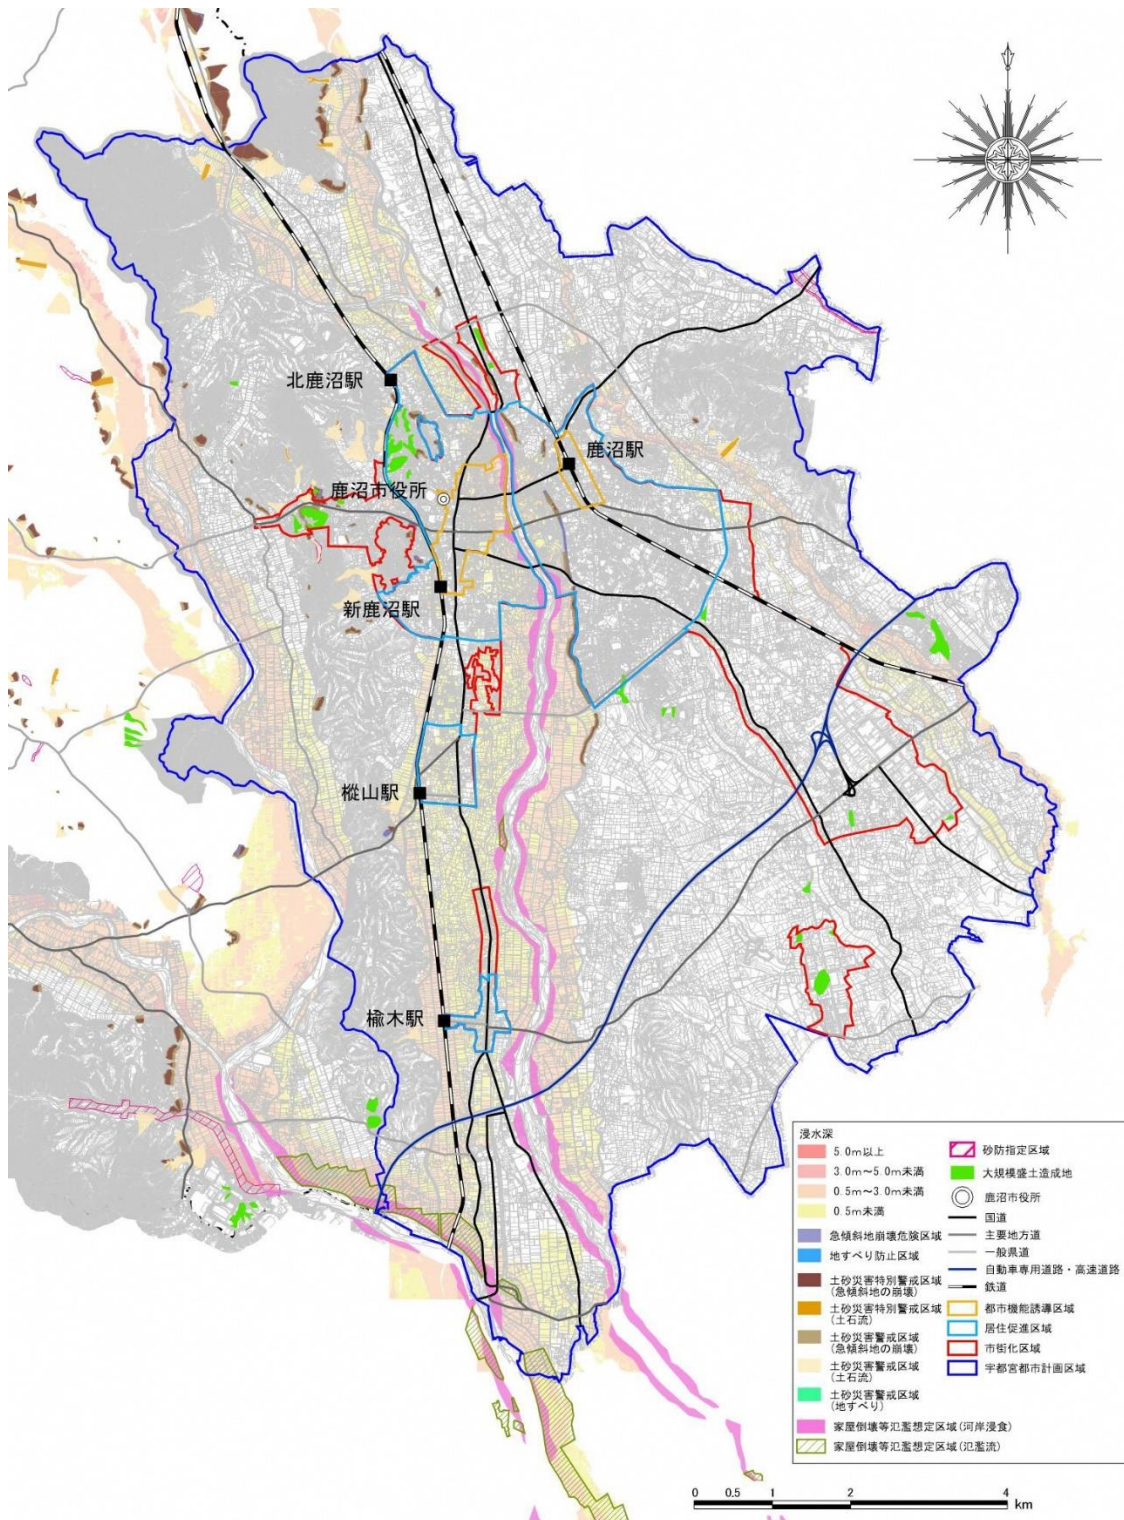 北鹿沼駅
鹿沼駅
鹿沼市役所
新鹿沼駅
樅山駅
楡木駅
浸水深
5.0m以上
3.0m～5.0m未満
0.5m～3.0m未満
0.5m未満
急傾斜地崩壊危険区域
地すべり防止区域
土砂災害特別警戒区域
(急傾斜地の崩壊)
土砂災害特別警戒区域
(土石流)
土砂災害警戒区域
(急傾斜地の崩壊)
土砂災害警戒区域
(土石流)
土砂災害警戒区域
(地すべり)
家屋倒壊等氾濫想定区域(河岸浸食)
家屋倒壊等氾濫想定区域(氾濫流)
砂防指定区域
大規模盛土造成地
鹿沼市役所
国道
主要地方道
一般県道
自動車専用道路・高速道路
鉄道
都市機能誘導区域
居住促進区域
市街化区域
宇都宮都市計画区域
0 0.5 1 2 4
km